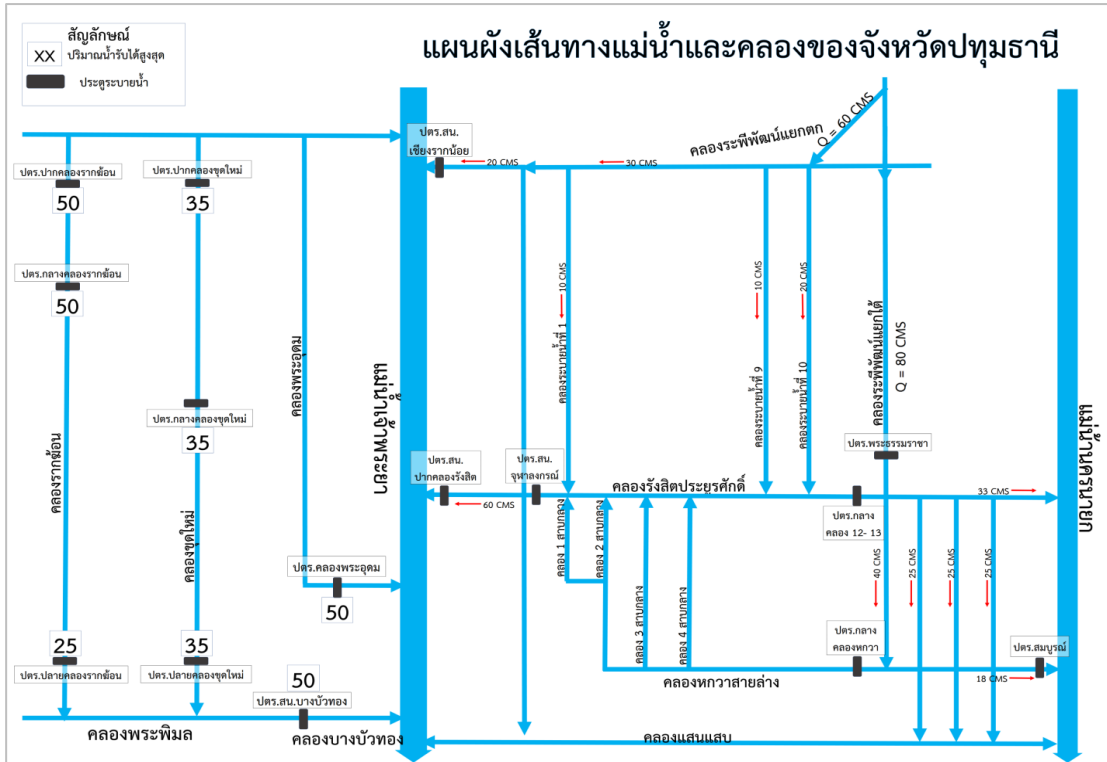 สัญลักษณ์
XX ปริมาณน้ำรับได้สูงสุด
ประตูระบายน้ำ
แผนผังเส้นทางแม่น้ำและคลองของจังหวัดปทุมธานี
ปตร.สน.
เชียงรากน้อย
20 CMS
30 CMS
คลองระพีพัฒน์แยกตก
Q = 60 CMS
ปตร.ปากคลองรากฆ้อน
50
ปตร.ปากคลองขุดใหม่
35
ปตร.กลางคลองรากฆ้อน
50
10 CMS
10 CMS
20 CMS
คลองระบายน้ำที่ 1
คลองระบายน้ำที่ 9
คลองระบายน้ำที่ 10
คลองระพีพัฒน์แยกใต้
Q = 80 CMS
คลองพระอุดม
แม่น้ำเจ้าพระยา
แม่น้ำนครนายก
ปตร.กลางคลองขุดใหม่
35
คลองรากฆ้อน
คลองขุดใหม่
ปตร.พระธรรมราชา
ปตร.สน.
ปากคลองรังสิต
ปตร.สน.
จุฬาลงกรณ์
คลองรังสิตประยูรศักดิ์
33 CMS
60 CMS
ปตร.กลาง
คลอง 12- 13
คลอง 1 สาบกลาง
คลอง 2 สาบกลาง
คลอง 3 สาบกลาง
คลอง 4 สาบกลาง
40 CMS
25 CMS
25 CMS
25 CMS
ปตร.คลองพระอุดม
50
ปตร.กลาง
คลองหกวา
ปตร.สมบูรณ์
18 CMS
25
ปตร.ปลายคลองรากฆ้อน
35
ปตร.ปลายคลองขุดใหม่
50
ปตร.สน.บางบัวทอง
คลองหกวาสายล่าง
คลองพระพิมล
คลองบางบัวทอง
คลองแสนแสบ